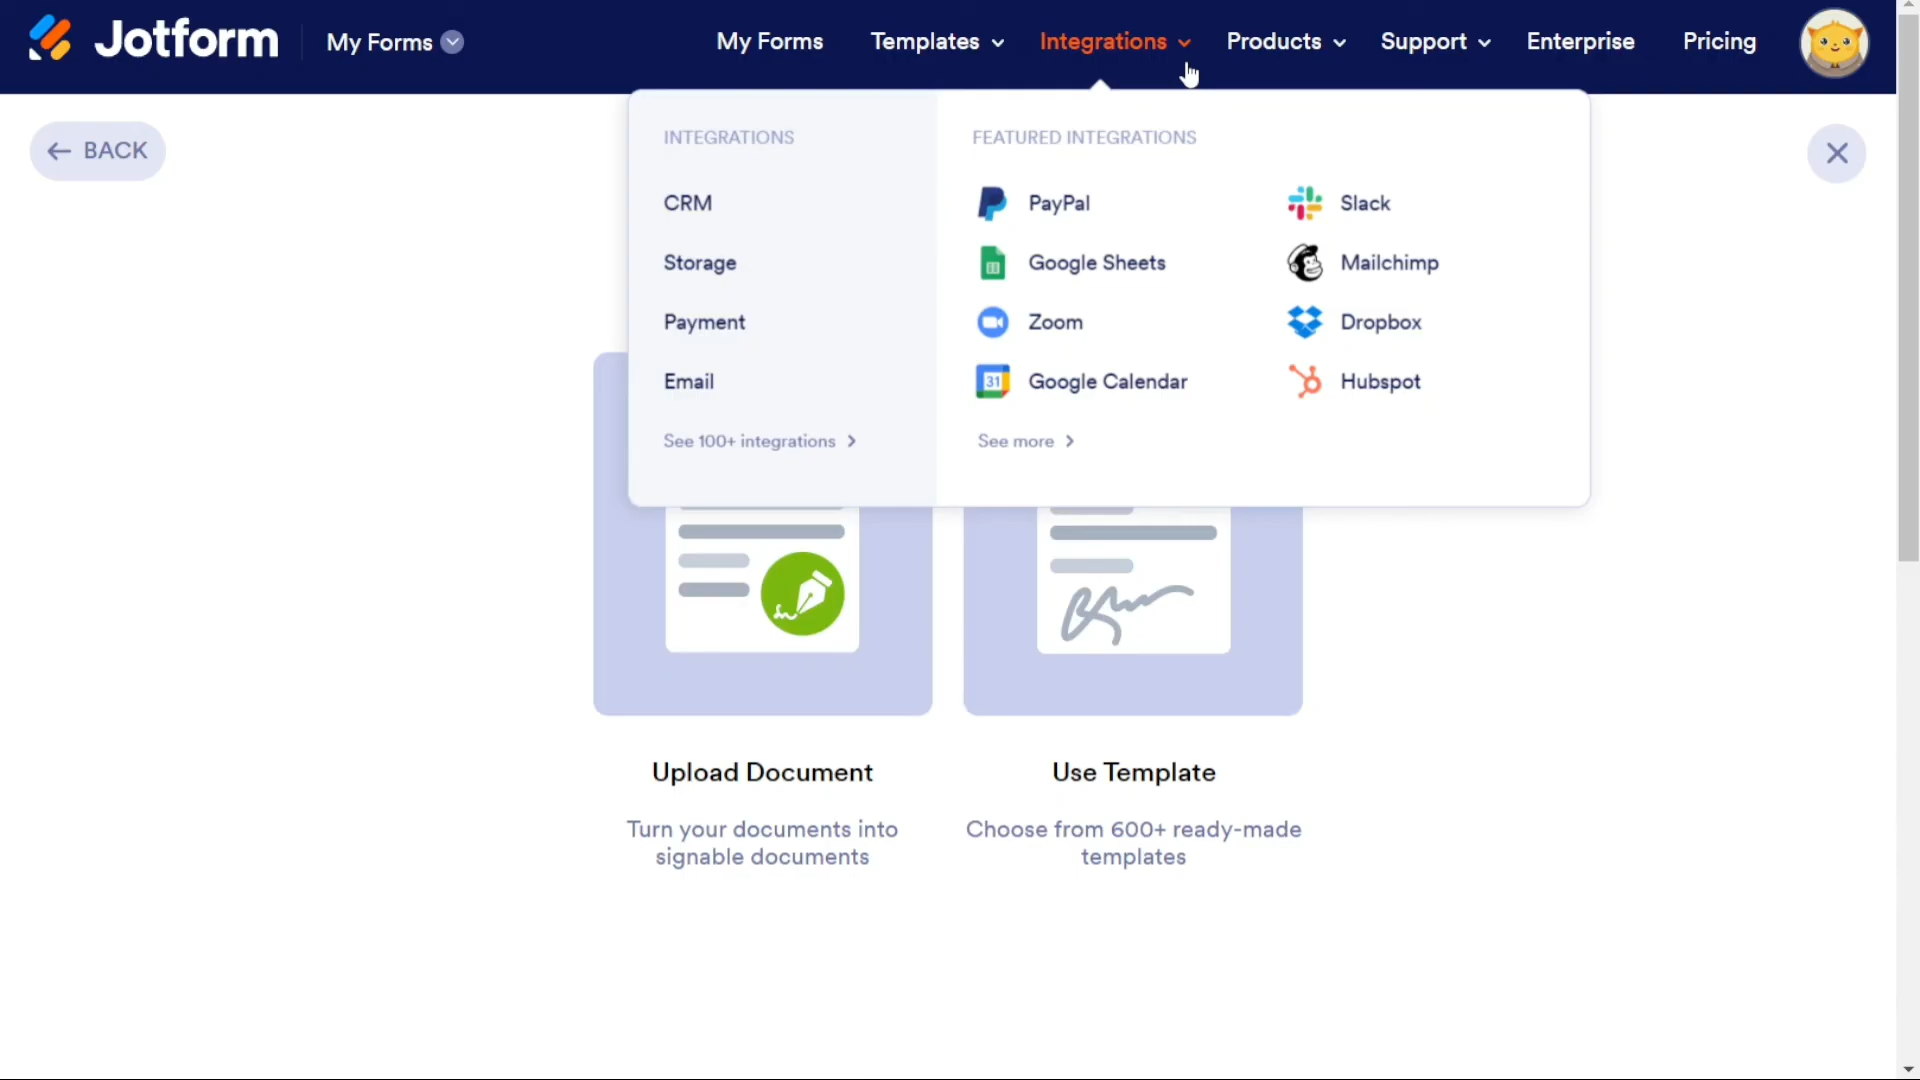 Jotform
My Forms
My Forms
Templates
Integrations
Products
Support
Enterprise
Pricing
BACK
INTEGRATIONS
CRM
Storage
Payment
Email
See 100+ integrations
FEATURED INTEGRATIONS
PayPal
Google Sheets
Zoom
31
Google Calendar
See more
Slack
Mailchimp
Dropbox
Hubspot
Upload Document
Turn your documents into
signable documents
Use Template
Choose from 600+ ready-made
templates